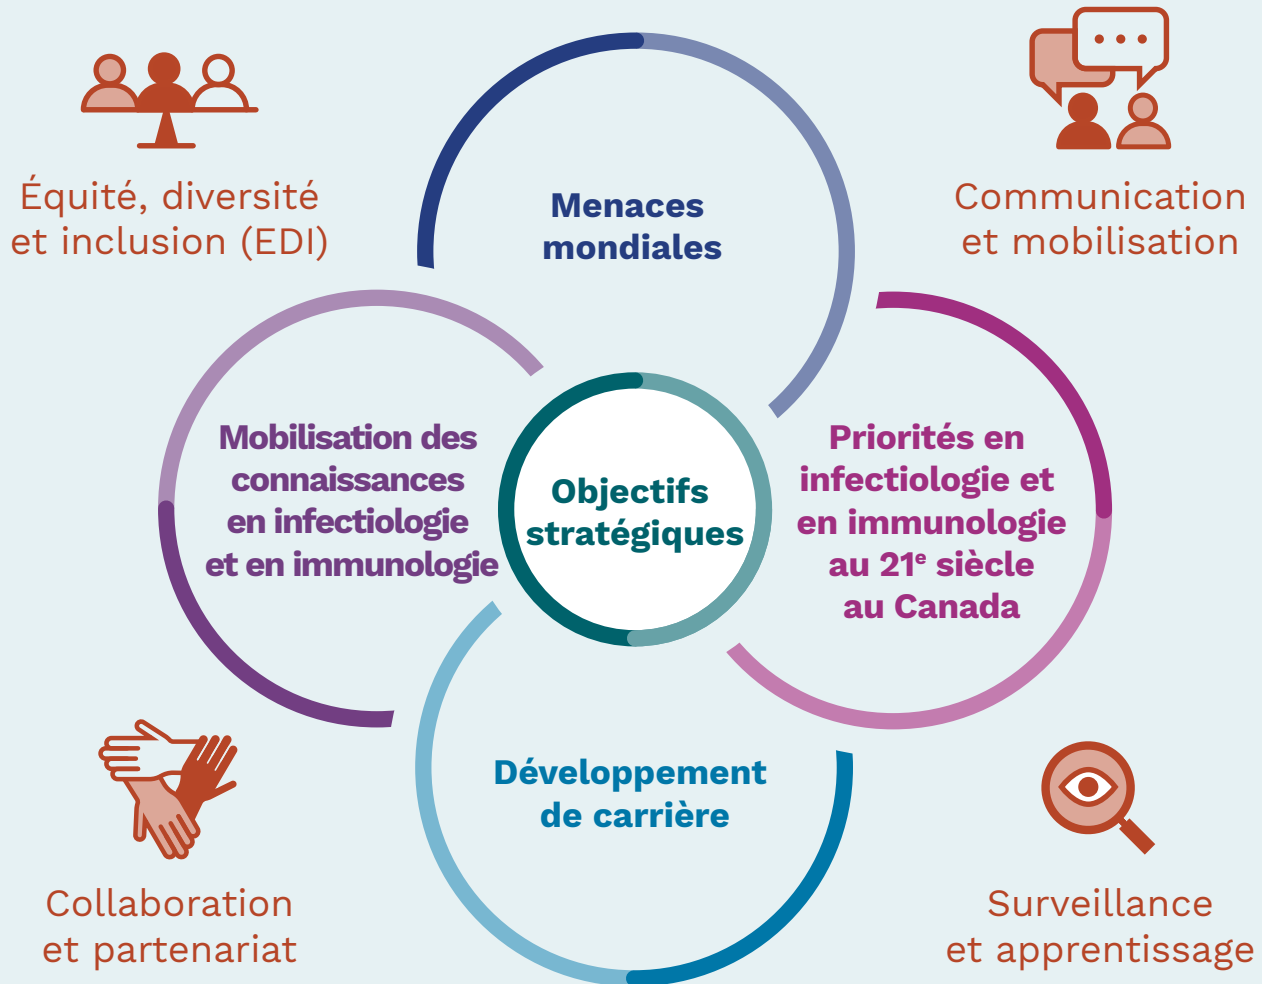 Équité, diversité
et inclusion (EDI)
Communication
et mobilisation
Menaces
mondiales
Mobilisation des
connaissances
en infectiologie
et en immunologie
Objectifs
stratégiques
Priorités en
infectiologie et
en immunologie
au 21e siècle
au Canada
Développement
de carrière
Collaboration
et partenariat
Surveillance
et apprentissage